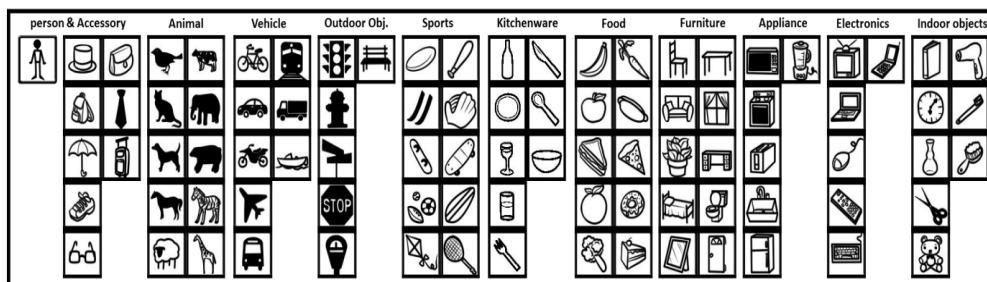 person & Accessory
Animal
Vehicle
Outdoor Obj.
Sports
Kitchenware
Food
Furniture
Appliance
Electronics
Indoor objects
STOP